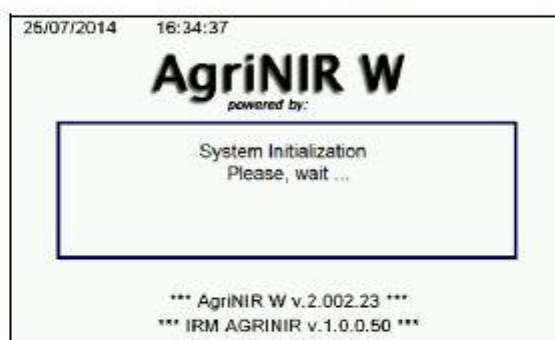 25/07/2014 16:34:37
AgriNIR W
powered by:
System Initialization
Please, wait ...
*** AgriNIR W v.2.002.23 ***
*** IRM AGRINIR v.1.0.0.50 ***